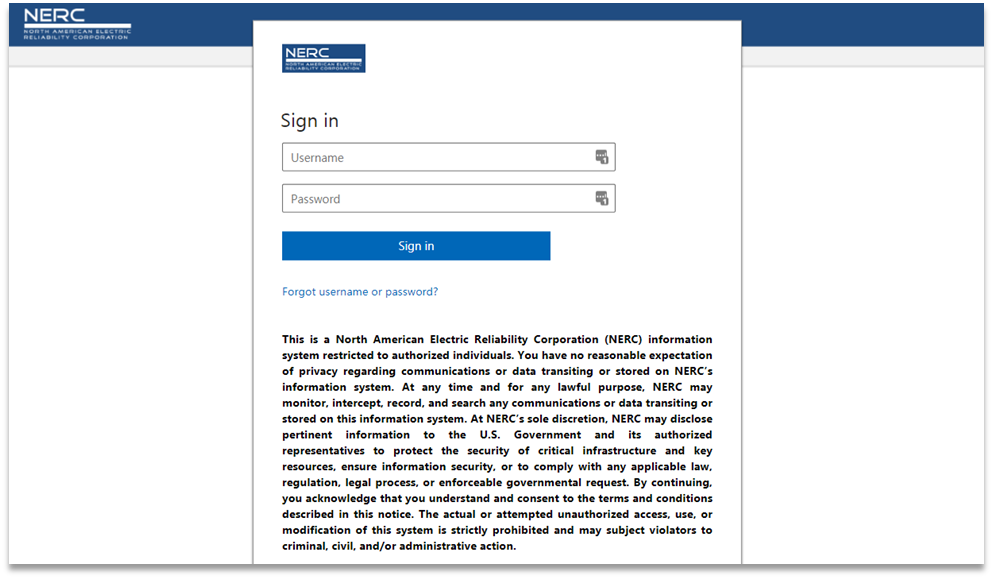 NERC
NORTH AMERICAN ELECTRIC
RELIABILITY CORPORATION
NERC
NORTH AMERICAN ELECTRIC
RELIABILITY CORPORATION
Sign in
Username
Password
Sign in
Forgot username or password?
This is a North American Electric Reliability Corporation (NERC) information
system restricted to authorized individuals. You have no reasonable expectation
of privacy regarding communications or data transiting or stored on NERC's
information system. At any time and for any lawful purpose, NERC may
monitor, intercept, record, and search any communications or data transiting or
stored on this information system. At NERC's sole discretion, NERC may disclose
pertinent information to the U.S. Government and its authorized
representatives to protect the security of critical infrastructure and key
resources, ensure information security, or to comply with any applicable law,
regulation, legal process, or enforceable governmental request. By continuing,
you acknowledge that you understand and consent to the terms and conditions
described in this notice. The actual or attempted unauthorized access, use, or
modification of this system is strictly prohibited and may subject violators to
criminal, civil, and/or administrative action.